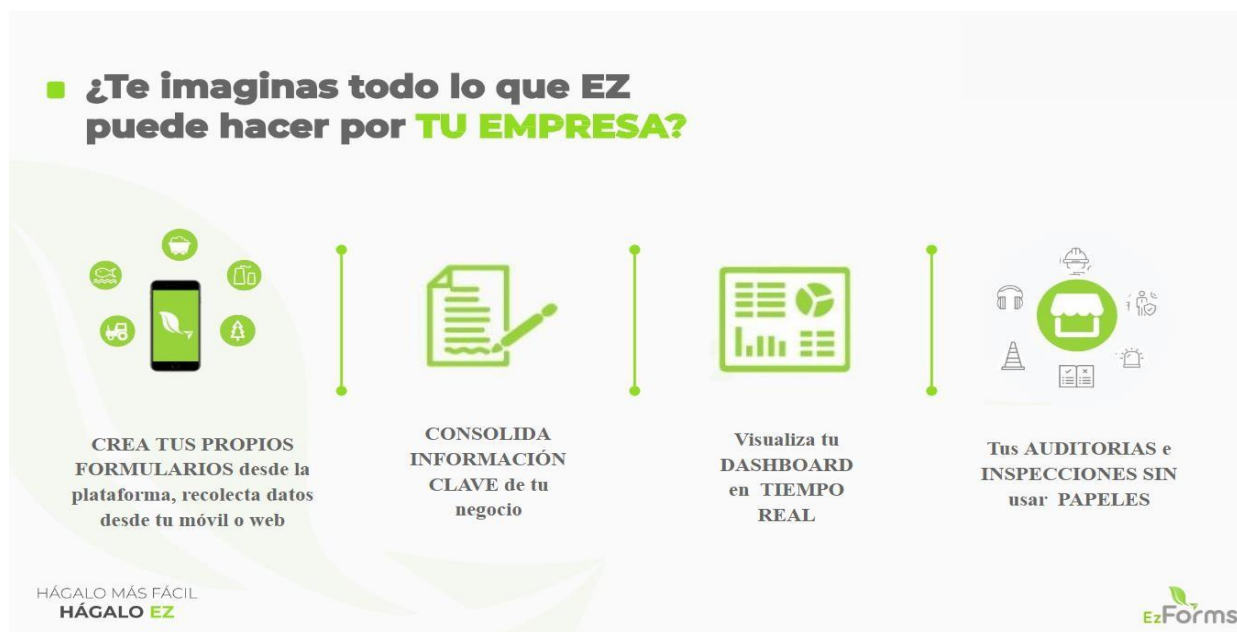 ¿Te imaginas todo lo que EZ
puede hacer por TU EMPRESA?
CREA TUS PROPIOS
FORMULARIOS desde la
plataforma, recolecta datos
desde tu móvil o web
CONSOLIDA
INFORMACIÓN
CLAVE de tu
negocio
Visualiza tu
DASHBOARD
en TIEMPO
REAL
Tus AUDITORIAS e
INSPECCIONES SIN
usar PAPELES
HÁGALO MÁS FÁCIL
HÁGALO EZ
EzForms